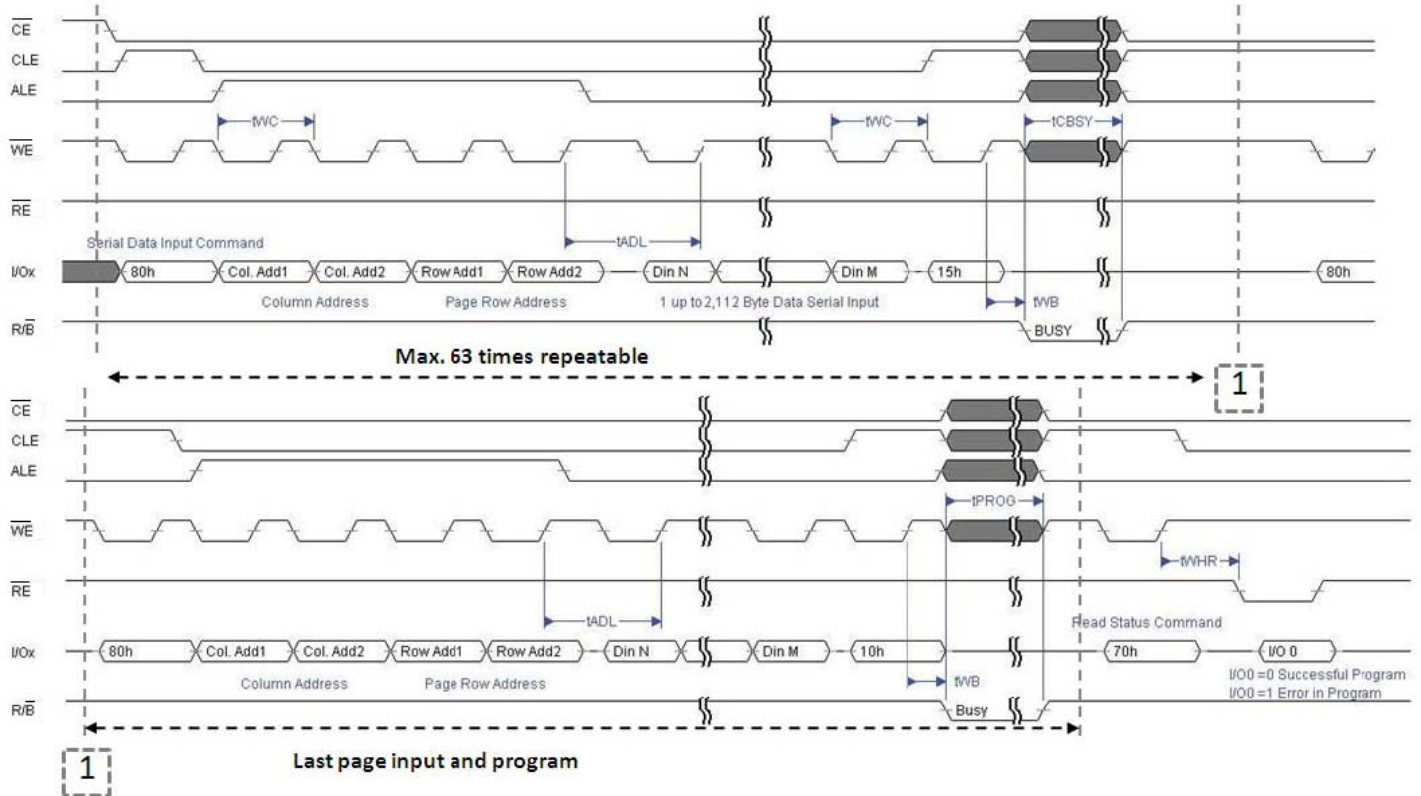 CE
CLE
ALE
tWC tWC tCBSY
WE
RE
tADL
Serial Data Input Command
I/Ox 80h Col. Add1 Col. Add2 Row Add1 Row Add2 Din N Din M 15h 80h
Column Address Page Row Address 1 up to 2,112 Byte Data Serial Input tWB
R/B BUSY
Max. 63 times repeatable
1
CE
CLE
ALE
tPROG
WE
tWHR
RE
tADL Read Status Command
I/Ox 80h Col. Add1 Col. Add2 Row Add1 Row Add2 Din N Din M 10h 70h I/O 0
Column Address Page Row Address tWB I/O0=0 Successful Program
I/O0=1 Error in Program
R/B Busy
1
Last page input and program